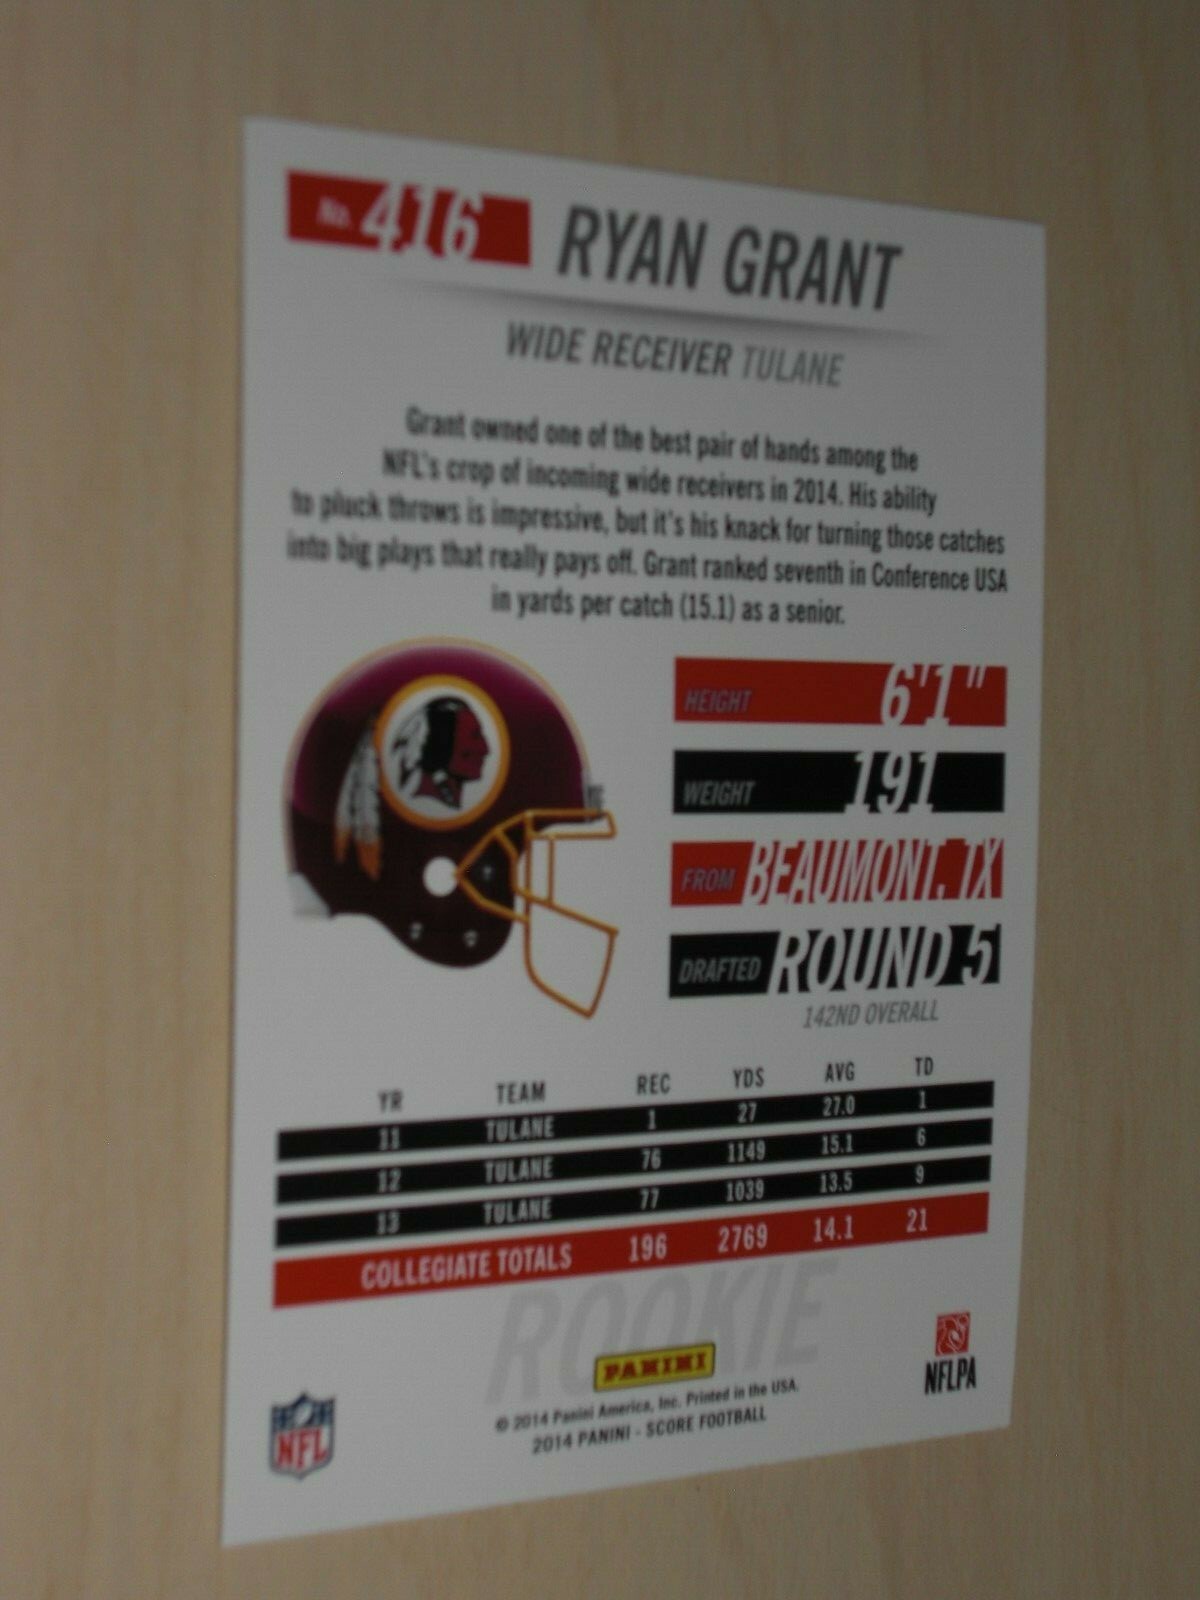 No. 416 RYAN GRANT
WIDE RECEIVER TULANE
Grant owned one of the best pair of hands among the
NFL's crop of incoming wide receivers in 2014. His ability
to pluck throws is impressive, but it's his knack for turning those catches
into big plays that really pays off. Grant ranked seventh in Conference USA
in yards per catch (15.1) as a senior.
HEIGHT 6'1"
WEIGHT 191
FROM BEAUMONT, TX
DRAFTED ROUND 5
142ND OVERALL
YR TEAM REC YDS AVG TD
11 TULANE 1 27 27.0 1
12 TULANE 76 1149 15.1 6
13 TULANE 77 1039 13.5 9
COLLEGIATE TOTALS 196 2769 14.1 21
ROOKIE
PANINI
© 2014 Panini America, Inc. Printed in the USA.
2014 PANINI - SCORE FOOTBALL
NFL
NFLPA